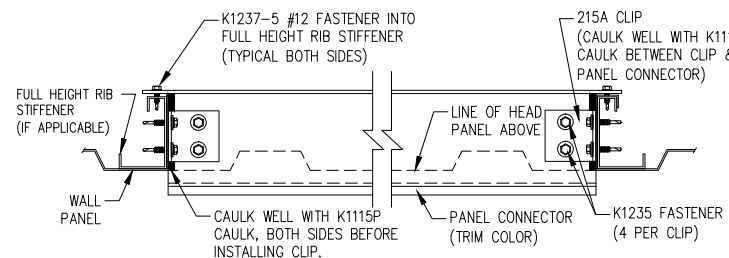 K1237-5 #12 FASTENER INTO
FULL HEIGHT RIB STIFFENER
(TYPICAL BOTH SIDES)
215A CLIP
(CAULK WELL WITH
CAULK BETWEEN CLIP
PANEL CONNECTOR)
FULL HEIGHT RIB
STIFFENER
(IF APPLICABLE)
LINE OF HEAD
PANEL ABOVE
WALL
PANEL
CAULK WELL WITH K1115P
CAULK, BOTH SIDES BEFORE
INSTALLING CLIP.
PANEL CONNECTOR
(TRIM COLOR)
K1235 FASTENER
(4 PER CLIP)